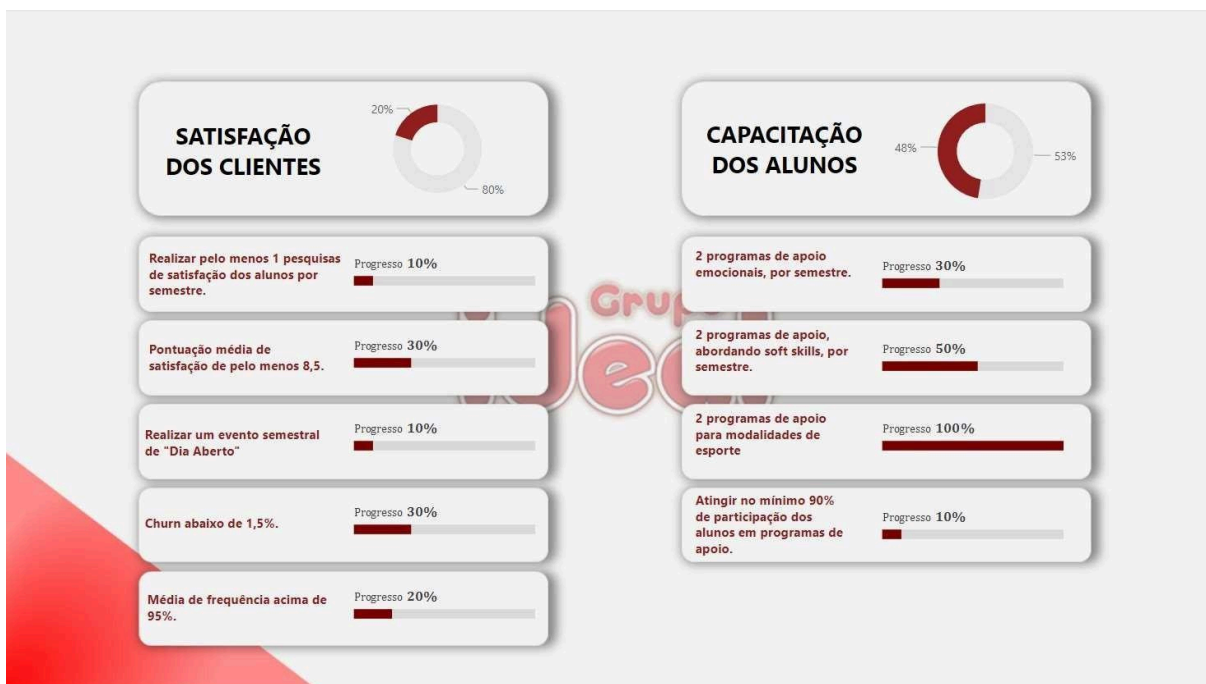 SATISFAÇÃO
DOS CLIENTES
20%
80%
Realizar pelo menos 1 pesquisas
de satisfação dos alunos por
semestre.
Progresso 10%
Pontuação média de
satisfação de pelo menos 8,5.
Progresso 30%
Realizar um evento semestral
de "Dia Aberto"
Progresso 10%
Churn abaixo de 1,5%.
Progresso 30%
Média de frequência acima de
95%.
Progresso 20%
CAPACITAÇÃO
DOS ALUNOS
48%
53%
2 programas de apoio
emocionais, por semestre.
Progresso 30%
2 programas de apoio,
abordando soft skills, por
semestre.
Progresso 50%
2 programas de apoio
para modalidades de
esporte
Progresso 100%
Atingir no mínimo 90%
de participação dos
alunos em programas de
apoio.
Progresso 10%